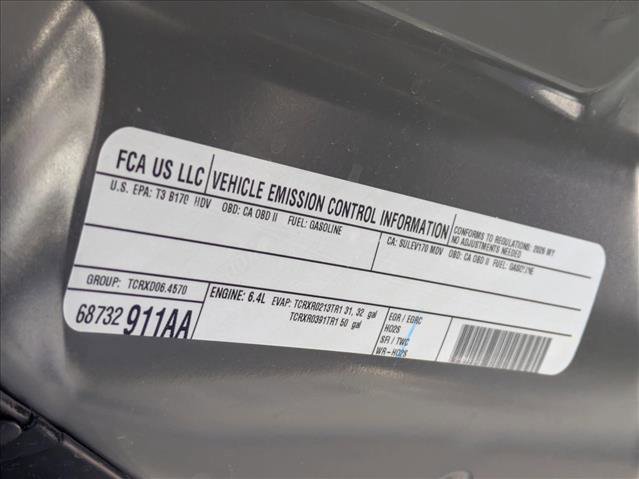 FCA US LLC
VEHICLE EMISSION CONTROL INFORMATION
CONFORMS TO REGULATIONS: 2026 MY
NO ADJUSTMENTS NEEDED
U.S. EPA: T3 B170 HDV OBD: CA OBD II FUEL: GASOLINE
CA: SULEV170 MDV OBD: CA OBD II FUEL: GASOLINE
GROUP: TCRXD06.4570
68732 911AA
ENGINE: 6.4L EVAP: TCRXR0213TR1 31, 32 gal
TCRXR0391TR1 50 gal
EGR / EGRC
HO2S
SFI / TWC
WR-HO2S